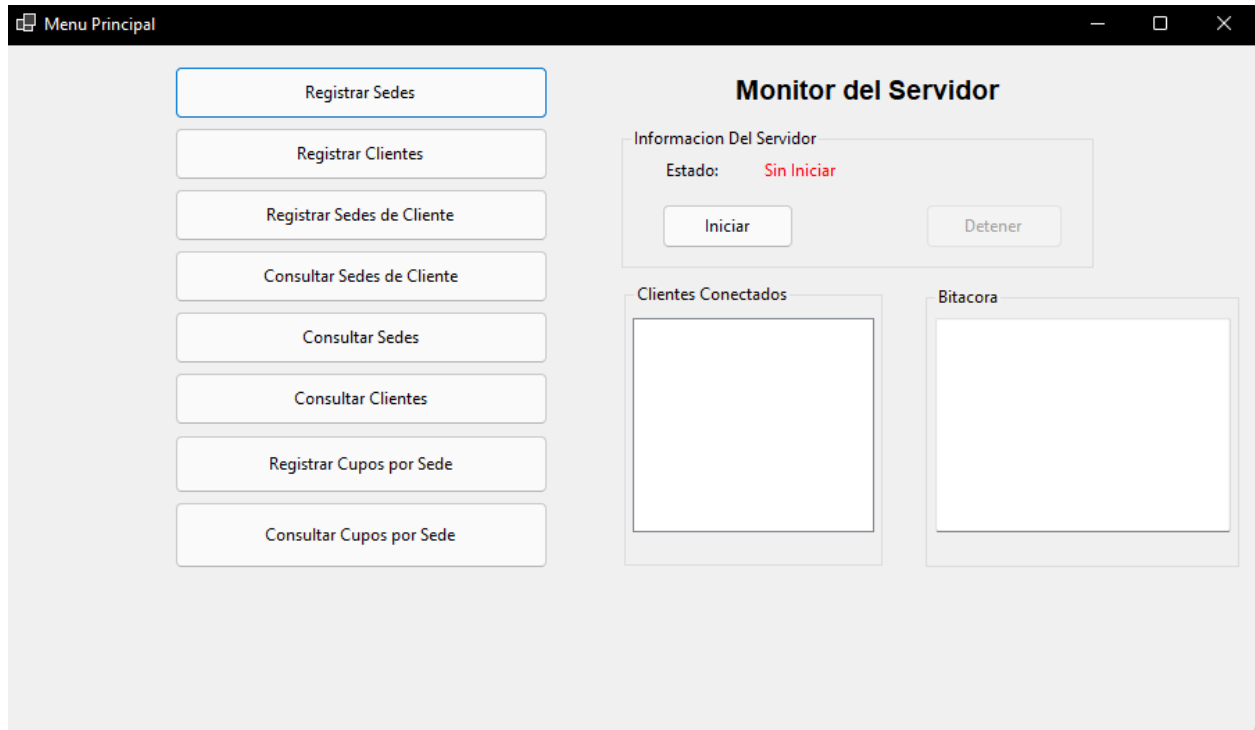 Menu Principal
Registrar Sedes
Registrar Clientes
Registrar Sedes de Cliente
Consultar Sedes de Cliente
Consultar Sedes
Consultar Clientes
Registrar Cupos por Sede
Consultar Cupos por Sede
Monitor del Servidor
Informacion Del Servidor
Estado: Sin Iniciar
Iniciar Detener
Clientes Conectados
Bitacora